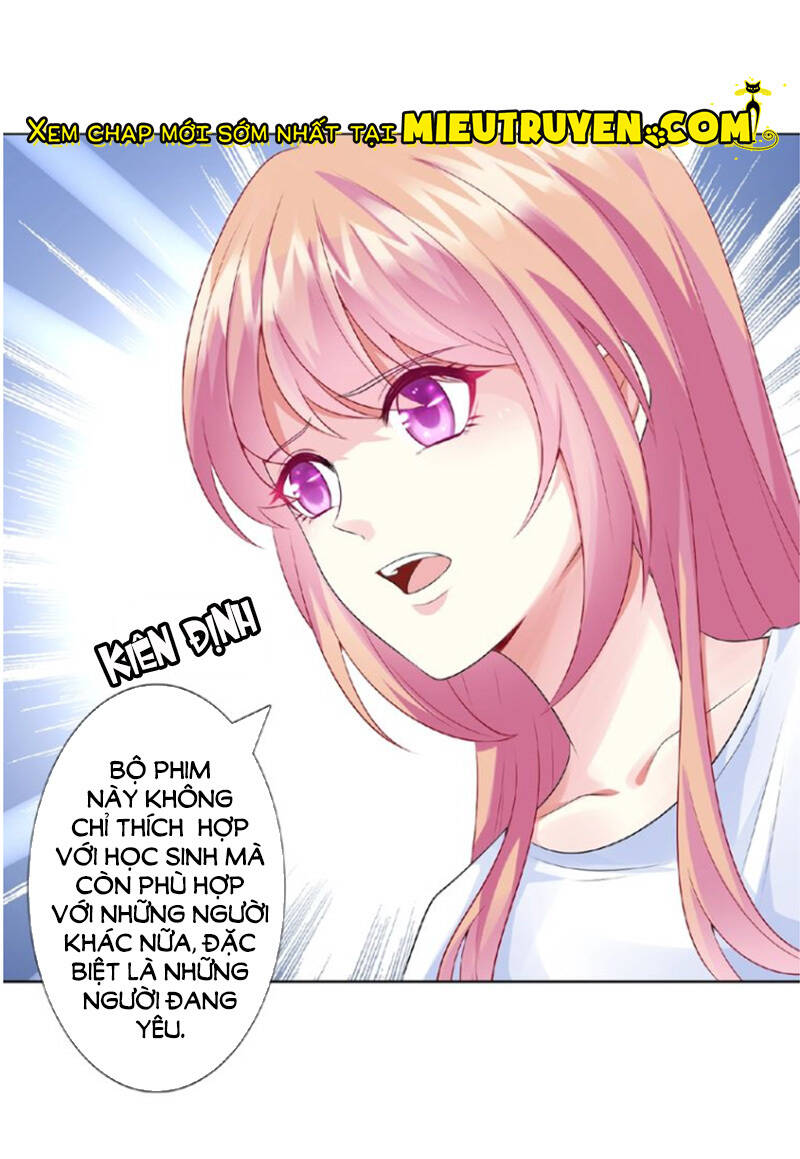 XEM CHAP MỚI SỚM NHẤT TẠI MIEUTRUYEN.COM
KIÊN ĐỊNH
BỘ PHIM
NÀY KHÔNG
CHỈ THÍCH HỢP
VỚI HỌC SINH MÀ
CÒN PHÙ HỢP
VỚI NHỮNG NGƯỜI
KHÁC NỮA, ĐẶC
BIỆT LÀ NHỮNG
NGƯỜI ĐANG
YÊU.